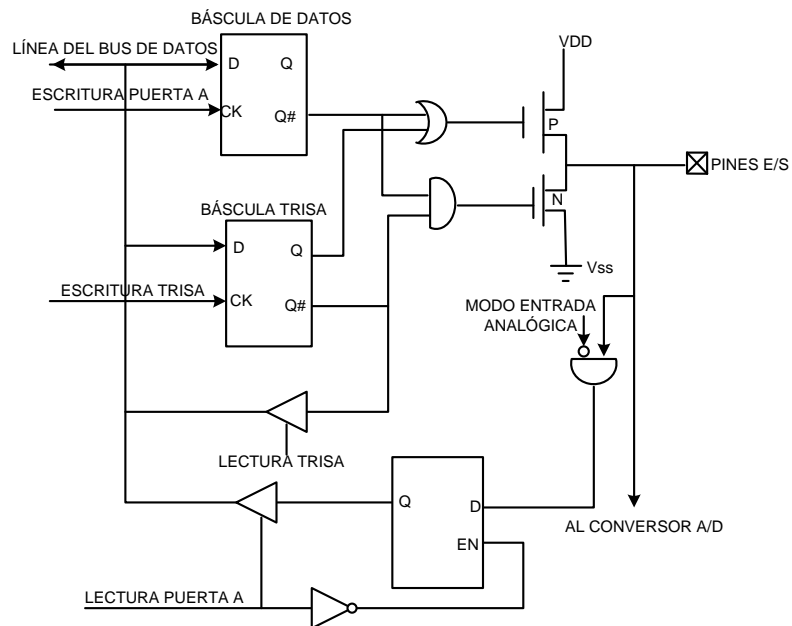 BÁSCULA DE DATOS
LÍNEA DEL BUS DE DATOS
D
Q
ESCRITURA PUERTA A
CK
Q#
VDD
P
PINES E/S
BÁSCULA TRISA
N
D
Q
Vss
ESCRITURA TRISA
CK
Q#
MODO ENTRADA
ANALÓGICA
LECTURA TRISA
Q
D
AL CONVERSOR A/D
EN
LECTURA PUERTA A